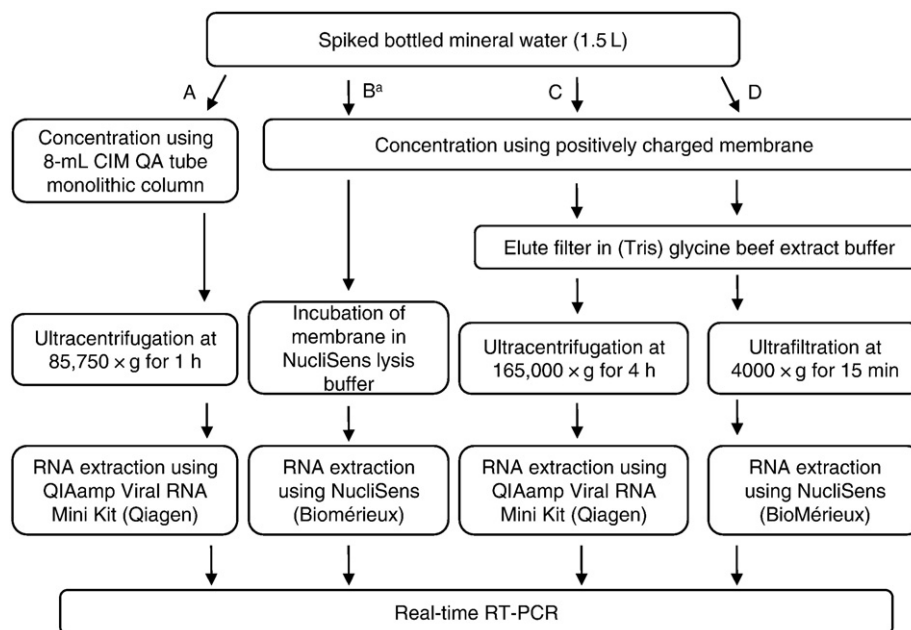 Spiked bottled mineral water (1.5 L)
A
Bᵃ
C
D
Concentration using
8-mL CIM QA tube
monolithic column
Concentration using positively charged membrane
Elute filter in (Tris) glycine beef extract buffer
Ultracentrifugation at
85,750 × g for 1 h
Incubation of
membrane in
NucliSens lysis
buffer
Ultracentrifugation at
165,000 × g for 4 h
Ultrafiltration at
4000 × g for 15 min
RNA extraction using
QIAamp Viral RNA
Mini Kit (Qiagen)
RNA extraction
using NucliSens
(Biomérieux)
RNA extraction using
QIAamp Viral RNA
Mini Kit (Qiagen)
RNA extraction
using NucliSens
(BioMérieux)
Real-time RT-PCR